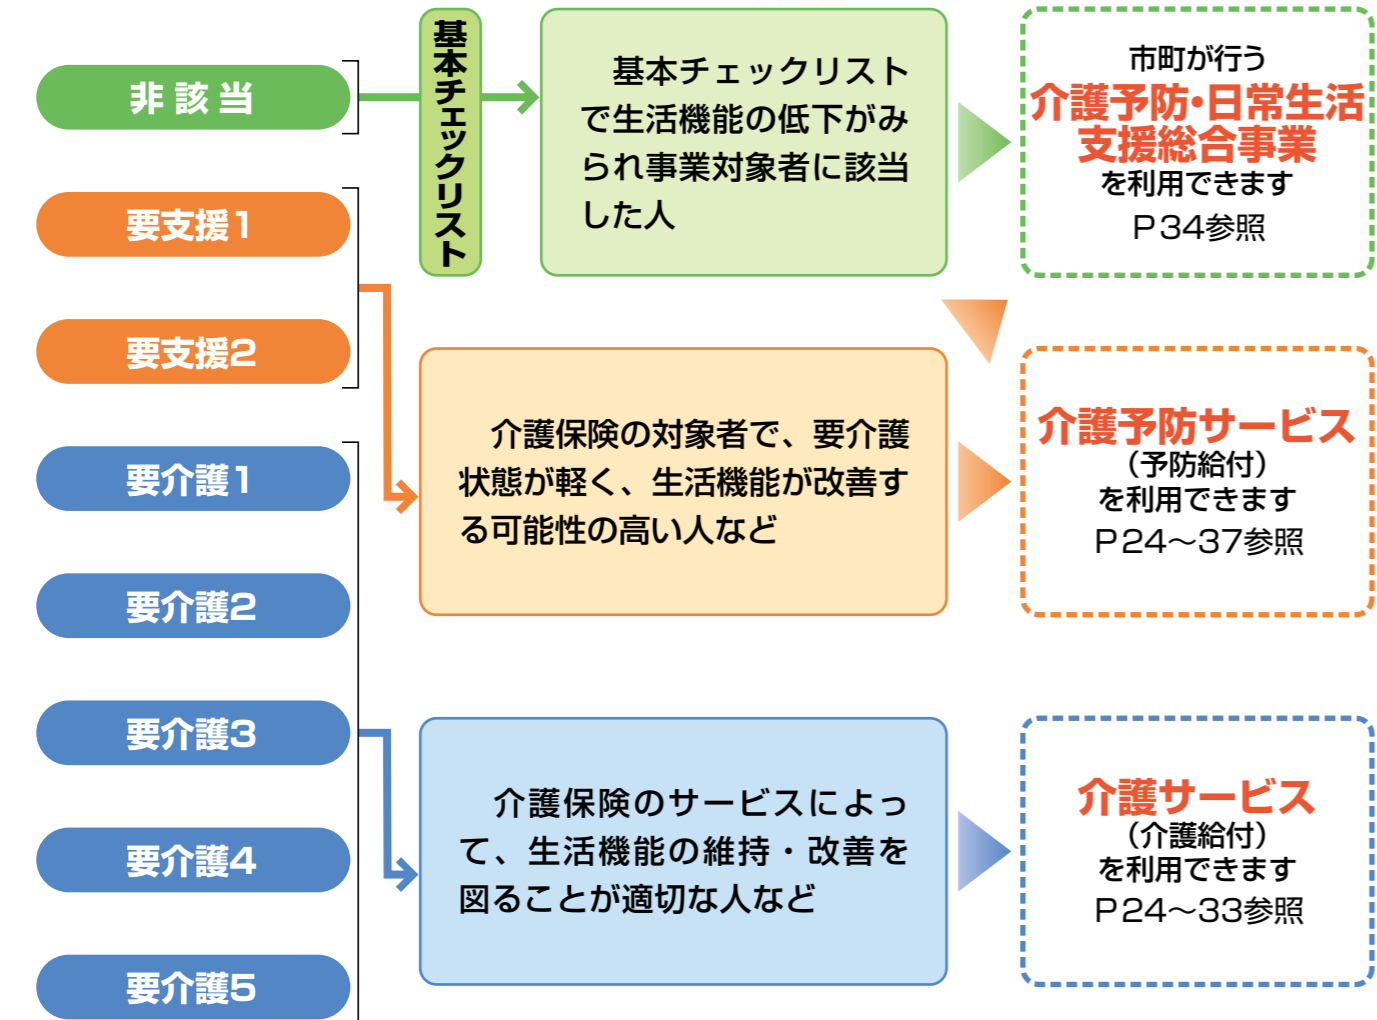 非該当
要支援1
要支援2
要介護1
要介護2
要介護3
要介護4
要介護5
基本チェックリスト
基本チェックリスト
で生活機能の低下がみ
られ事業対象者に該当
した人
市町が行う
介護予防・日常生活
支援総合事業
を利用できます
P34参照
介護保険の対象者で、要介護
状態が軽く、生活機能が改善す
る可能性の高い人など
介護予防サービス
（予防給付）
を利用できます
P24〜37参照
介護保険のサービスによっ
て、生活機能の維持・改善を
図ることが適切な人など
介護サービス
（介護給付）
を利用できます
P24〜33参照